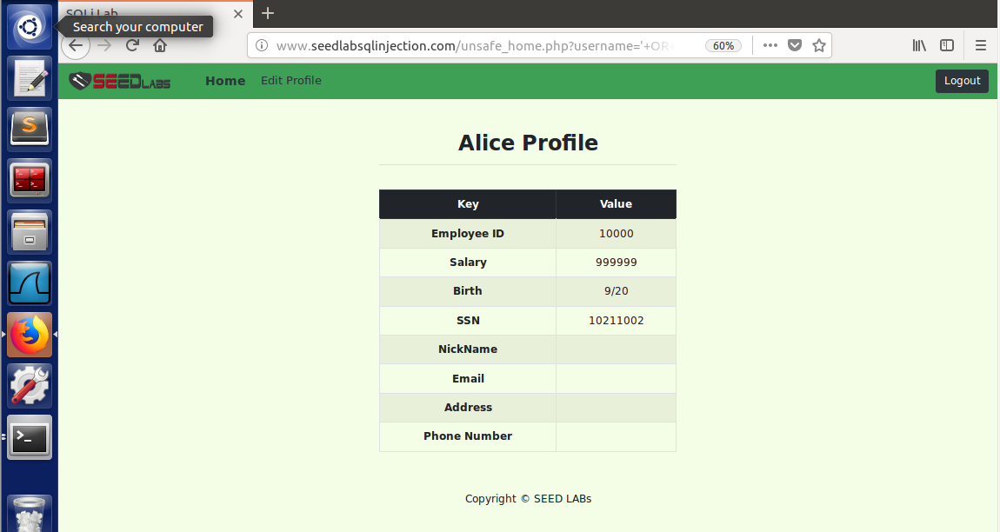 SQLi Lab
Search your computer
www.seedlabsqlinjection.com/unsafe_home.php?username='+OR
60%
SEEDLABS
Home
Edit Profile
Logout
Alice Profile
Key Value
Employee ID 10000
Salary 999999
Birth 9/20
SSN 10211002
NickName
Email
Address
Phone Number
Copyright © SEED LABs